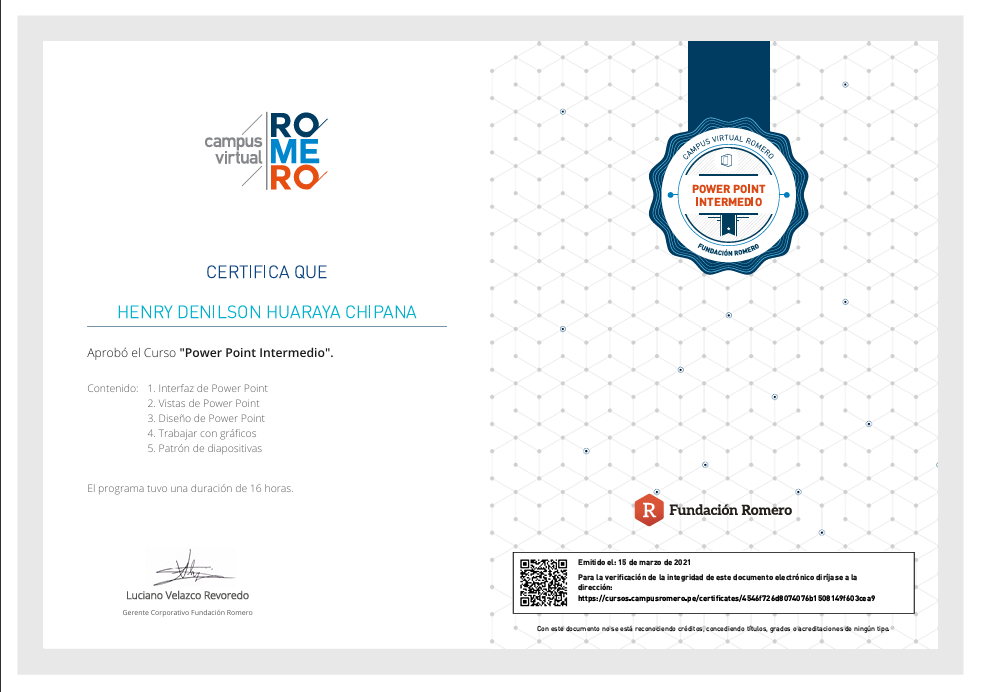 campus
virtual
RO
ME
RO
CERTIFICA QUE
HENRY DENILSON HUARAYA CHIPANA
Aprobó el Curso "Power Point Intermedio".
Contenido: 1. Interfaz de Power Point
2. Vistas de Power Point
3. Diseño de Power Point
4. Trabajar con gráficos
5. Patrón de diapositivas
El programa tuvo una duración de 16 horas.
Luciano Velazco Revoredo
Gerente Corporativo Fundación Romero
CAMPUS VIRTUAL ROMERO
POWER POINT
INTERMEDIO
FUNDACIÓN ROMERO
R Fundación Romero
Emitido el: 15 de marzo de 2021
Para la verificación de la integridad de este documento electrónico diríjase a la
dirección:
https://cursos.campusromero.pe/certificates/4546f726d8074076b1508149f603cea9
Con este documento no se está reconociendo créditos, concediendo títulos, grados o acreditaciones de ningún tipo.